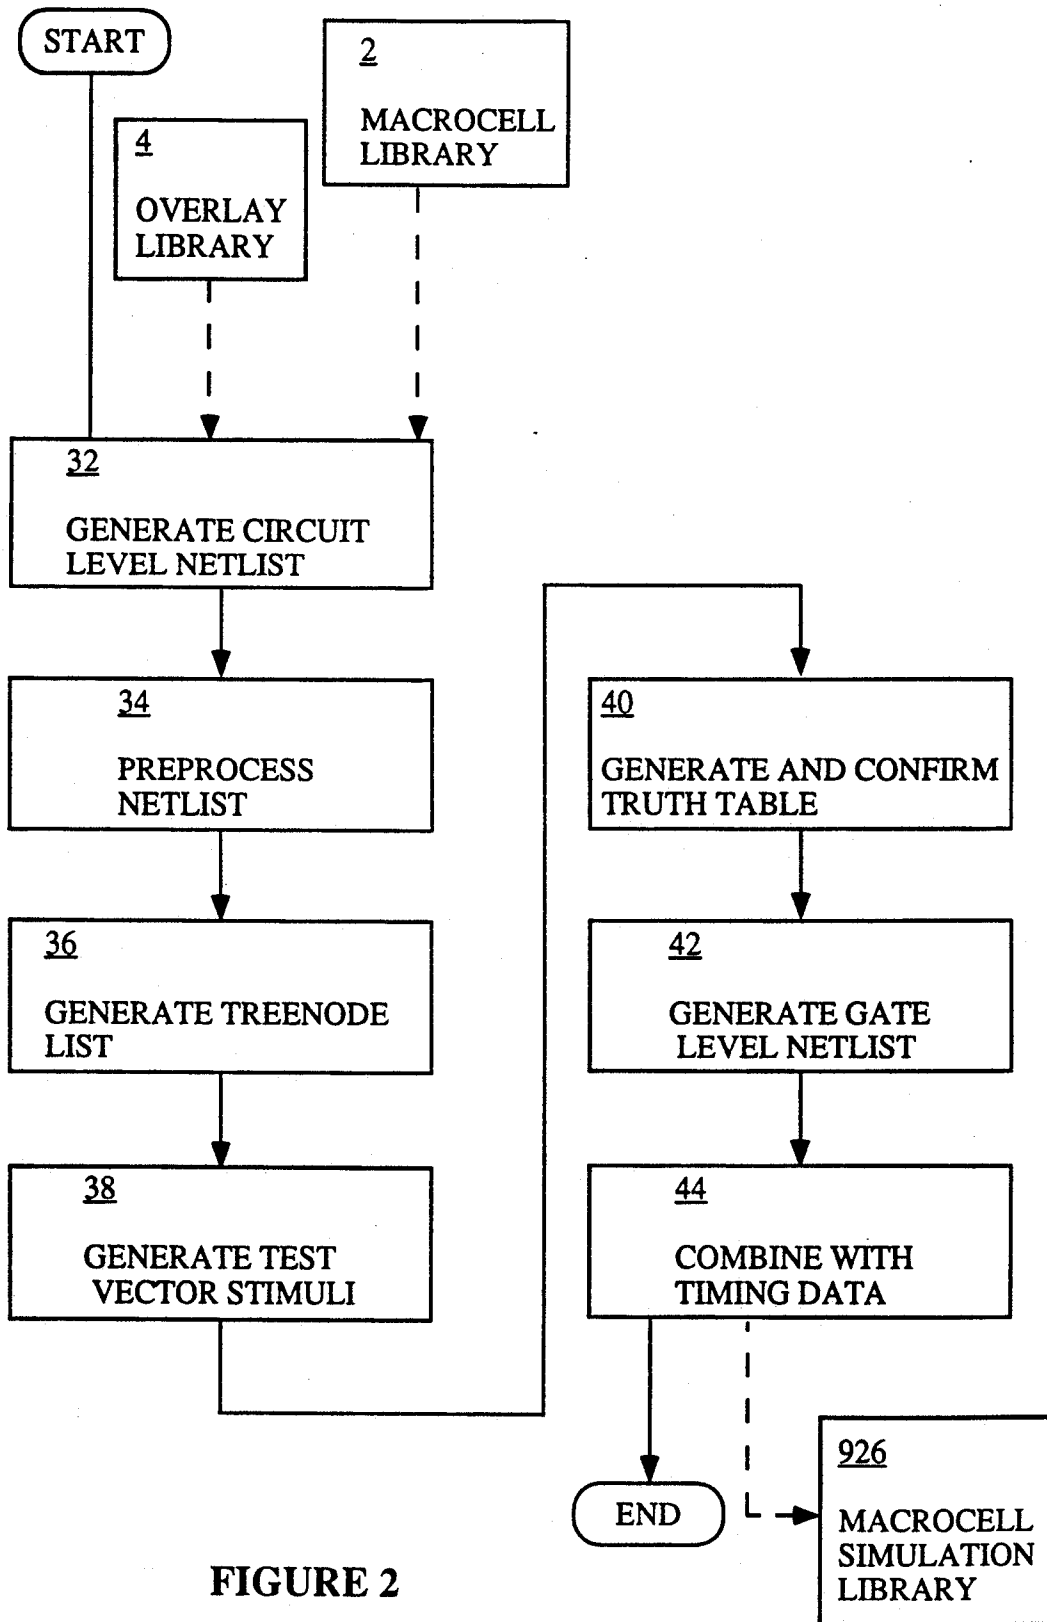 START
2
MACROCELL
LIBRARY
4
OVERLAY
LIBRARY
32
GENERATE CIRCUIT
LEVEL NETLIST
34
PREPROCESS
NETLIST
36
GENERATE TREENODE
LIST
38
GENERATE TEST
VECTOR STIMULI
40
GENERATE AND CONFIRM
TRUTH TABLE
42
GENERATE GATE
LEVEL NETLIST
44
COMBINE WITH
TIMING DATA
END
926
MACROCELL
SIMULATION
LIBRARY
FIGURE 2